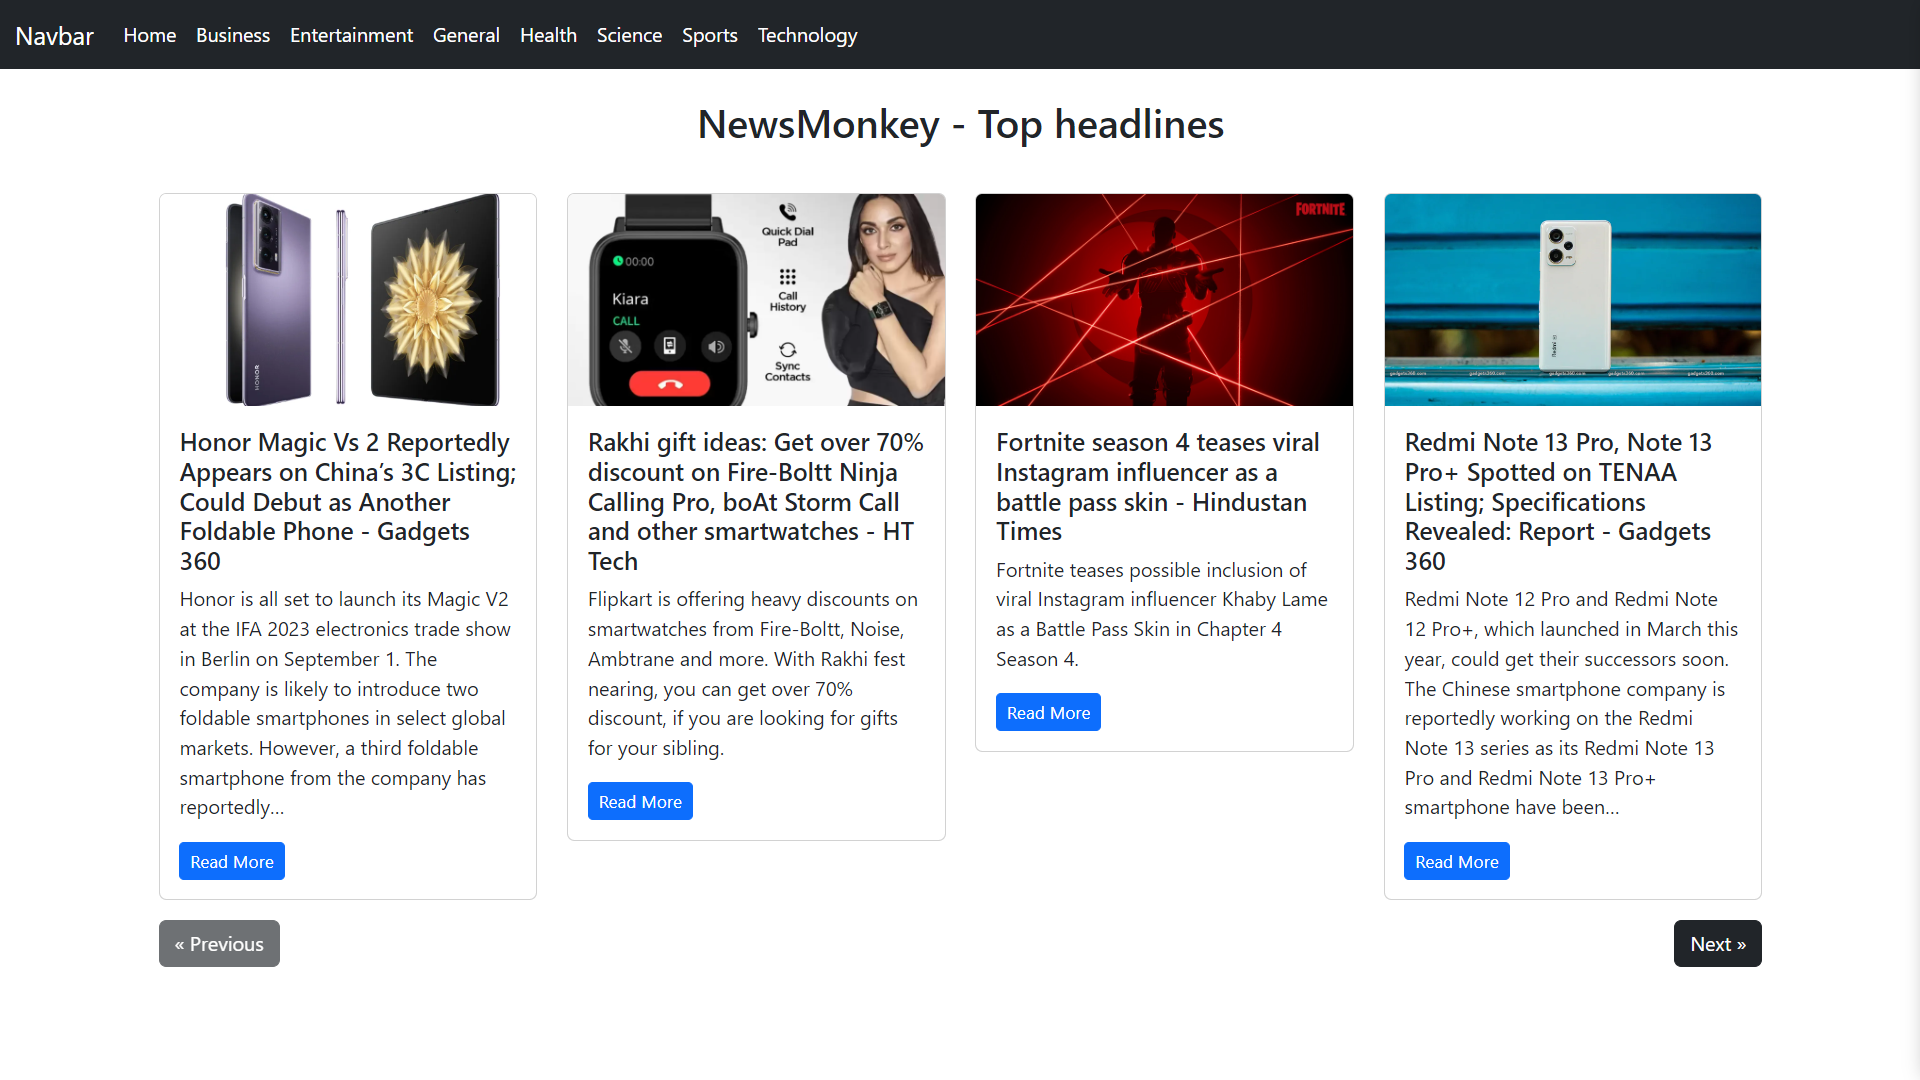 Navbar Home Business Entertainment General Health Science Sports Technology
NewsMonkey - Top headlines
HONOR
Honor Magic Vs 2 Reportedly
Appears on China’s 3C Listing;
Could Debut as Another
Foldable Phone - Gadgets
360
Honor is all set to launch its Magic V2
at the IFA 2023 electronics trade show
in Berlin on September 1. The
company is likely to introduce two
foldable smartphones in select global
markets. However, a third foldable
smartphone from the company has
reportedly…
Read More
00:00
Kiara
CALL
Quick Dial
Pad
Call
History
Sync
Contacts
Rakhi gift ideas: Get over 70%
discount on Fire-Boltt Ninja
Calling Pro, boAt Storm Call
and other smartwatches - HT
Tech
Flipkart is offering heavy discounts on
smartwatches from Fire-Boltt, Noise,
Ambtrane and more. With Rakhi fest
nearing, you can get over 70%
discount, if you are looking for gifts
for your sibling.
Read More
FORTNITE
Fortnite season 4 teases viral
Instagram influencer as a
battle pass skin - Hindustan
Times
Fortnite teases possible inclusion of
viral Instagram influencer Khaby Lame
as a Battle Pass Skin in Chapter 4
Season 4.
Read More
Redmi
gadgets360.com gadgets360.com gadgets360.com gadgets360.com gadgets360.com
Redmi Note 13 Pro, Note 13
Pro+ Spotted on TENAA
Listing; Specifications
Revealed: Report - Gadgets
360
Redmi Note 12 Pro and Redmi Note
12 Pro+, which launched in March this
year, could get their successors soon.
The Chinese smartphone company is
reportedly working on the Redmi
Note 13 series as its Redmi Note 13
Pro and Redmi Note 13 Pro+
smartphone have been…
Read More
« Previous
Next »